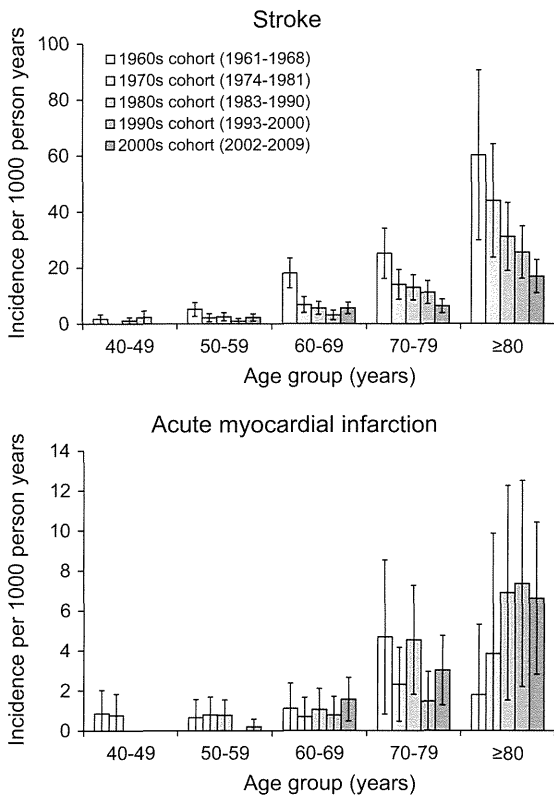 Stroke
Incidence per 1000 person years
100
80
60
40
20
0
□ 1960s cohort (1961-1968)
□ 1970s cohort (1974-1981)
□ 1980s cohort (1983-1990)
□ 1990s cohort (1993-2000)
□ 2000s cohort (2002-2009)
40-49 50-59 60-69 70-79 ≥80
Age group (years)
Acute myocardial infarction
Incidence per 1000 person years
14
12
10
8
6
4
2
0
40-49 50-59 60-69 70-79 ≥80
Age group (years)